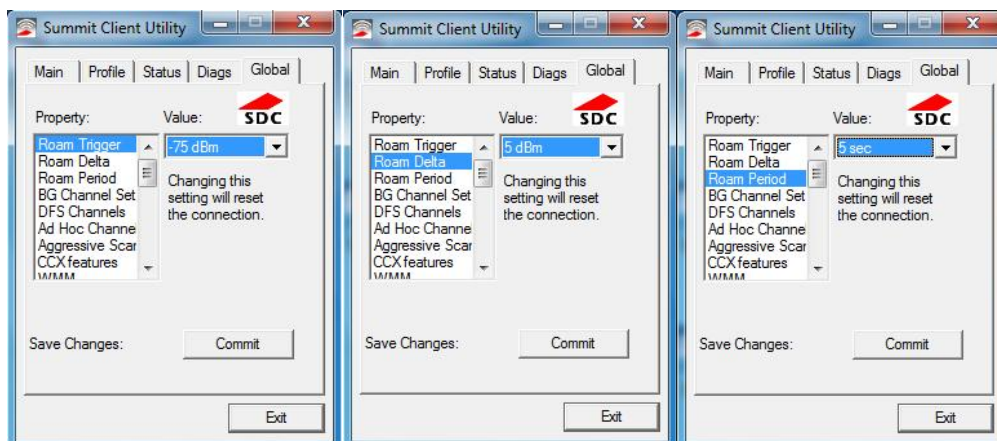 Summit Client Utility
Main Profile Status Diags Global
SDC
Property: Value:
Roam Trigger
Roam Delta
Roam Period
BG Channel Set
DFS Channels
Ad Hoc Channe
Aggressive Scar
CCX features
WMM
-75 dBm
Changing this
setting will reset
the connection.
Save Changes: Commit
Exit
Summit Client Utility
Main Profile Status Diags Global
SDC
Property: Value:
Roam Trigger
Roam Delta
Roam Period
BG Channel Set
DFS Channels
Ad Hoc Channe
Aggressive Scar
CCX features
WMM
5 dBm
Changing this
setting will reset
the connection.
Save Changes: Commit
Exit
Summit Client Utility
Main Profile Status Diags Global
SDC
Property: Value:
Roam Trigger
Roam Delta
Roam Period
BG Channel Set
DFS Channels
Ad Hoc Channe
Aggressive Scar
CCX features
WMM
5 sec
Changing this
setting will reset
the connection.
Save Changes: Commit
Exit